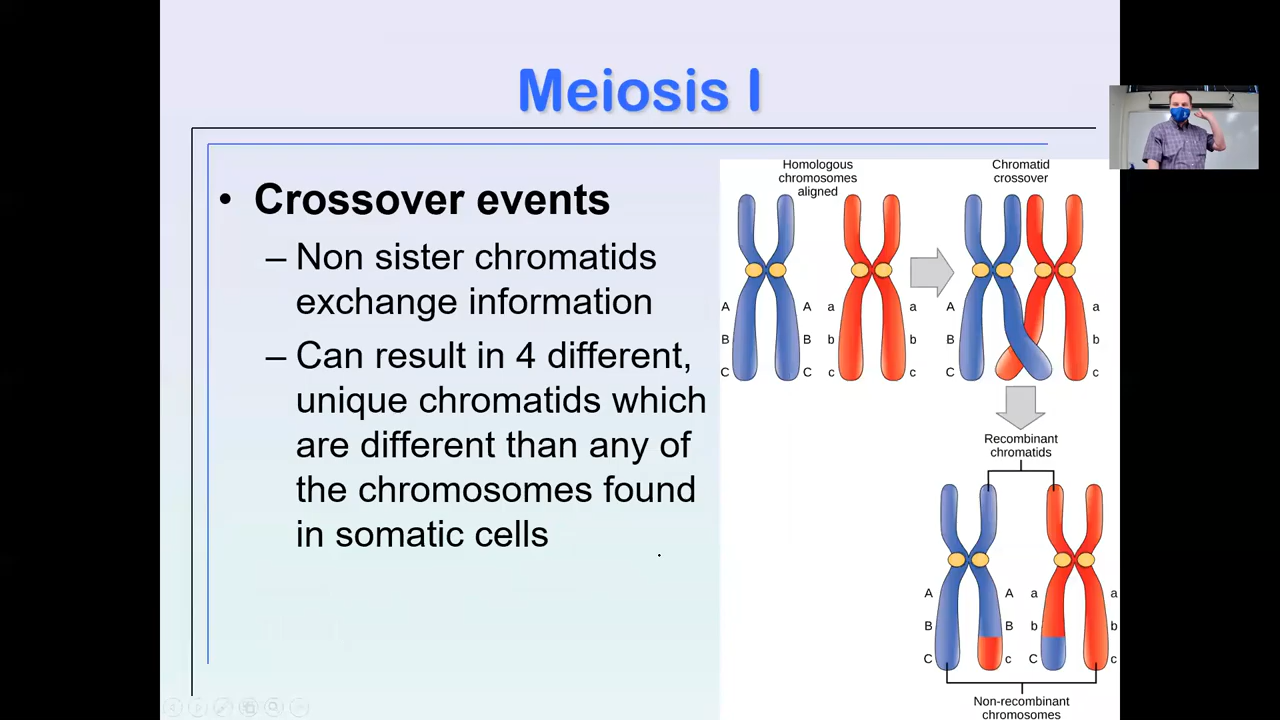 Meiosis I
• Crossover events
– Non sister chromatids
exchange information
– Can result in 4 different,
unique chromatids which
are different than any of
the chromosomes found
in somatic cells
Homologous
chromosomes
aligned
Chromatid
crossover
A A a a A a
B B b b B b
C C c c C c
Recombinant
chromatids
A A a a
B B b b
C c C c
Non-recombinant
chromosomes